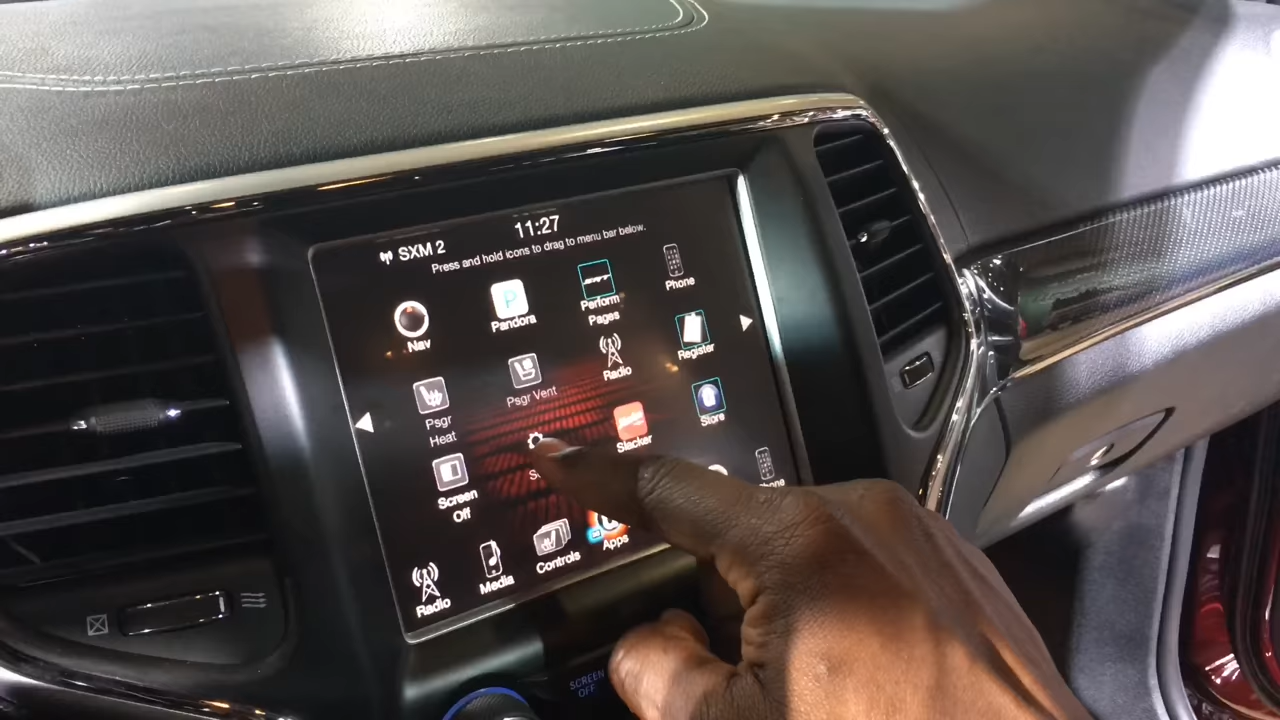 SXM 2
11:27
Press and hold icons to drag to menu bar below.
Nav
Pandora
SRT
Perform
Pages
Phone
Psgr
Heat
Psgr Vent
Radio
Register
Screen
Off
Slacker
Store
Radio
Media
Controls
Apps
SCREEN
OFF